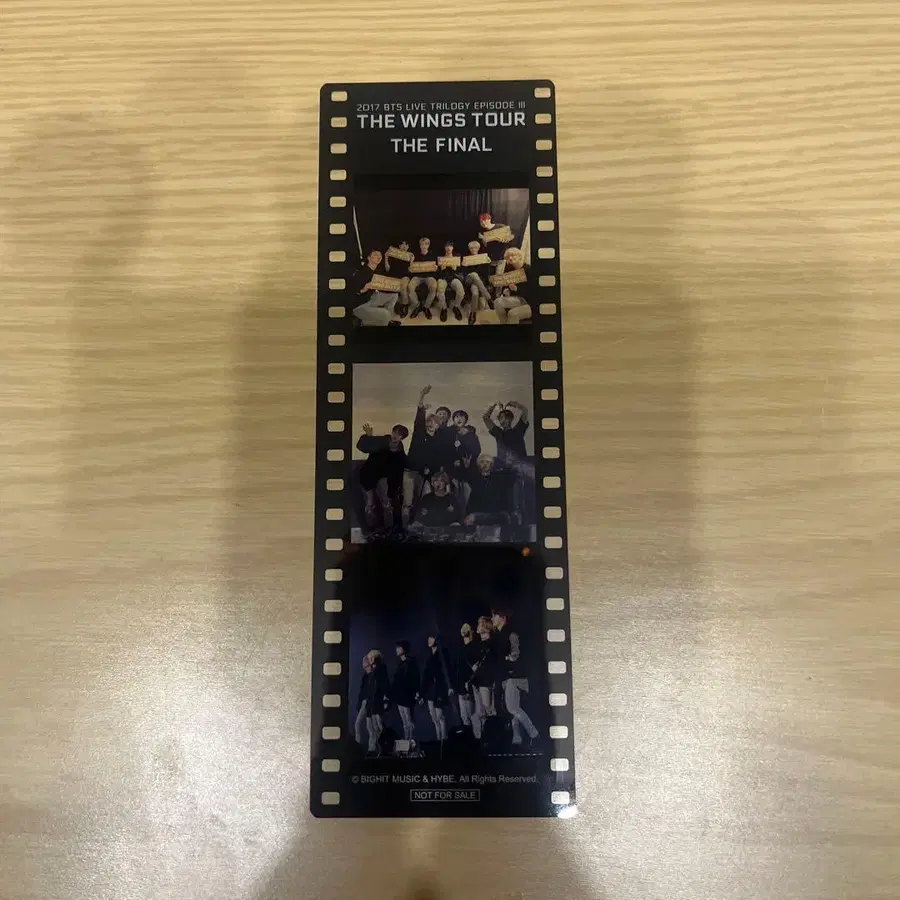 2017 BTS LIVE TRILOGY EPISODE III
THE WINGS TOUR
THE FINAL
© BIGHIT MUSIC & HYBE. All Rights Reserved.
NOT FOR SALE